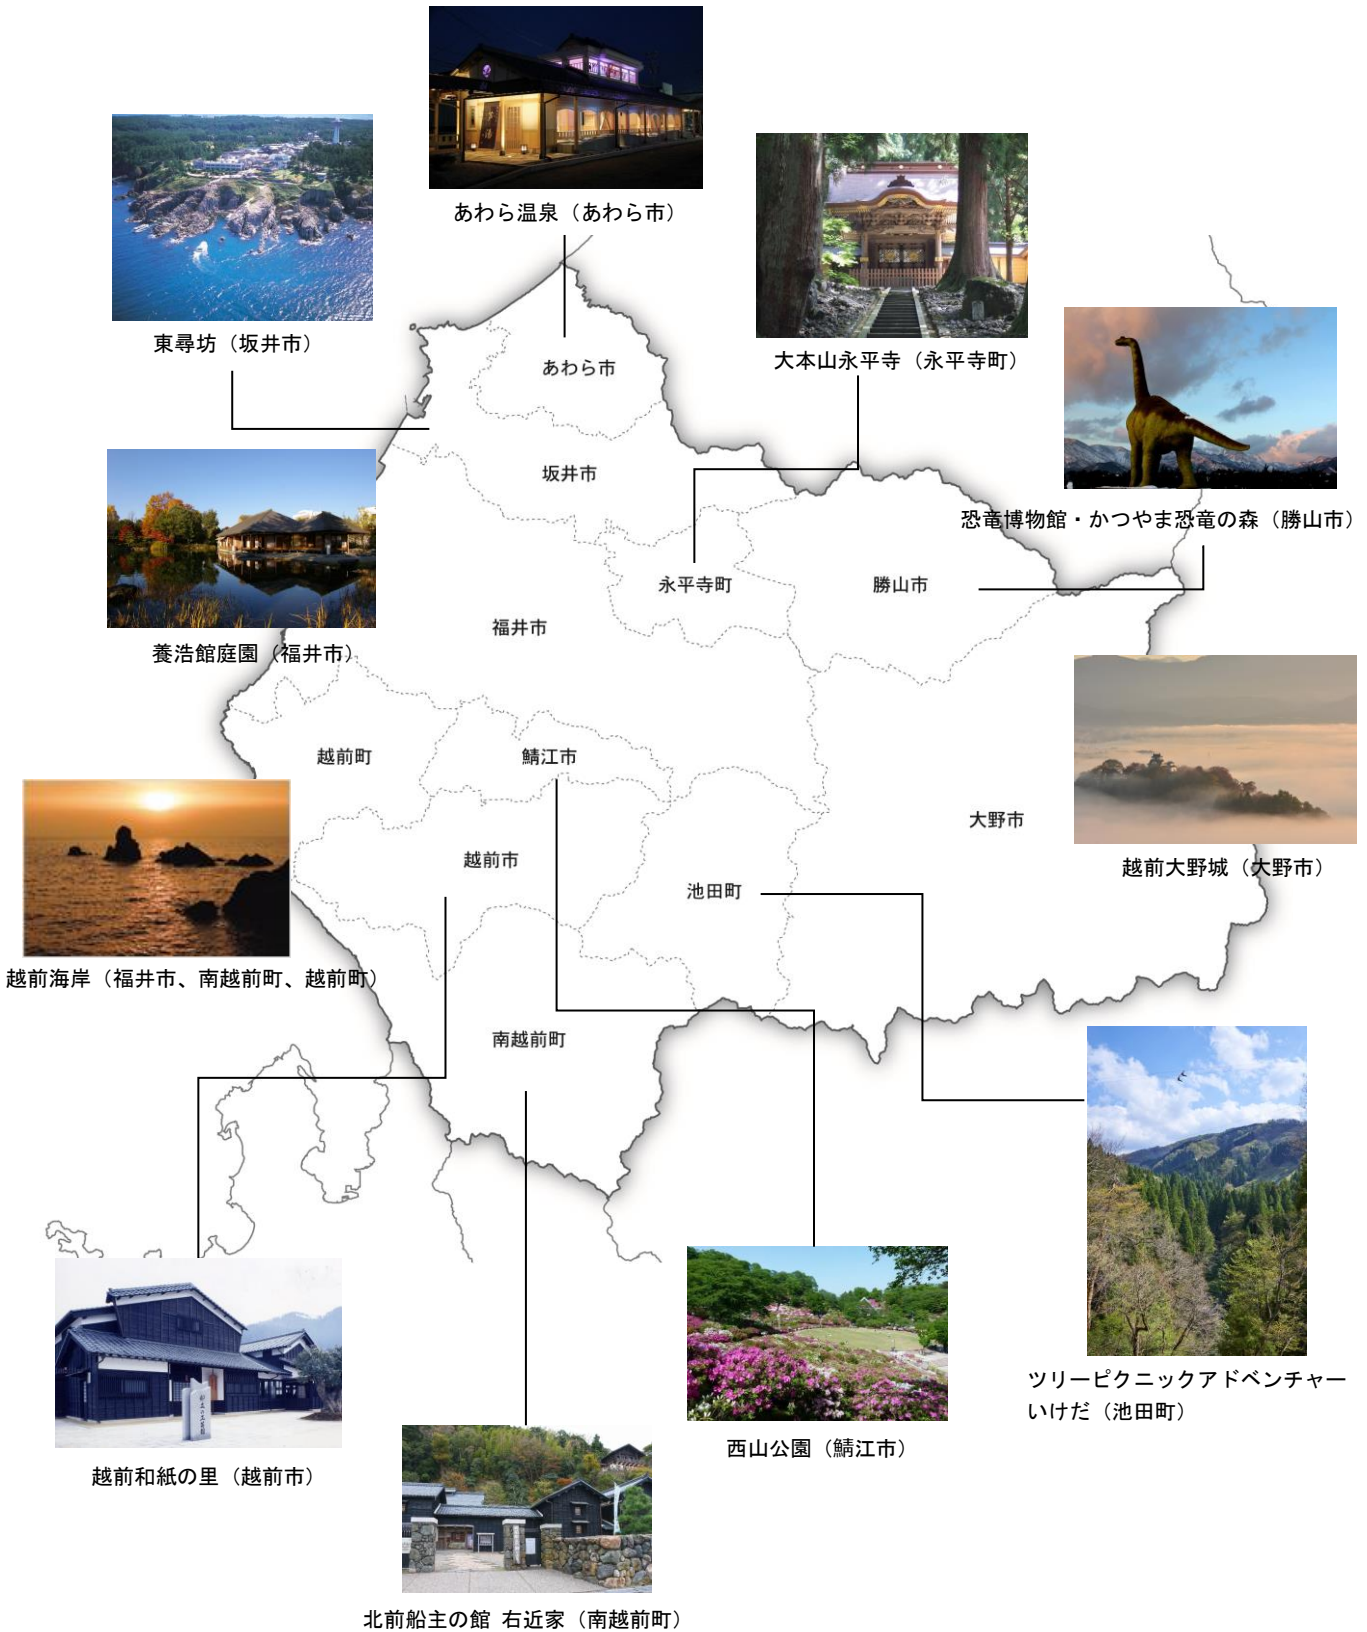 あわら温泉（あわら市）
東尋坊（坂井市）
大本山永平寺（永平寺町）
あわら市
坂井市
恐竜博物館・かつやま恐竜の森（勝山市）
永平寺町
勝山市
福井市
養浩館庭園（福井市）
越前町
鯖江市
大野市
越前市
越前大野城（大野市）
池田町
越前海岸（福井市、南越前町、越前町）
南越前町
ツリーピクニックアドベンチャー
いけだ（池田町）
西山公園（鯖江市）
越前和紙の里（越前市）
北前船主の館 右近家（南越前町）